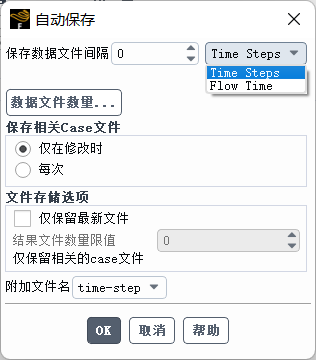 F
自动保存
保存数据文件间隔 0 Time Steps
Time Steps
Flow Time
数据文件数量...
保存相关Case文件
仅在修改时
每次
文件存储选项
仅保留最新文件
结果文件数量限值 0
仅保留相关的case文件
附加文件名 time-step
OK 取消 帮助